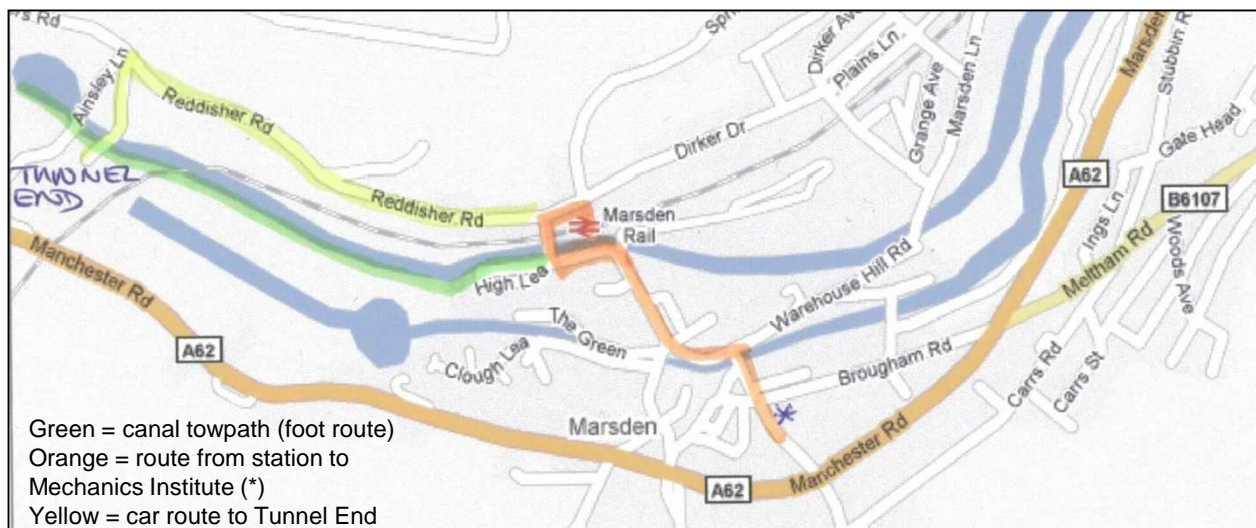 Ainsley Ln
Reddisher Rd
Reddisher Rd
TUNNEL
END
Manchester Rd
A62
High Lea
Marsden
Rail
Dirker Dr
Dirker Ave
Plains Ln
Grange Ave
Marsden Ln
Warehouse Hill Rd
The Green
Clough Lea
Brougham Rd
Marsden
A62
Manchester Rd
A62
Stubbin
Gate Head
B6107
Ings Ln
Woods Ave
Meltham Rd
Carrs Rd
Carrs St
Green = canal towpath (foot route)
Orange = route from station to
Mechanics Institute (*)
Yellow = car route to Tunnel End